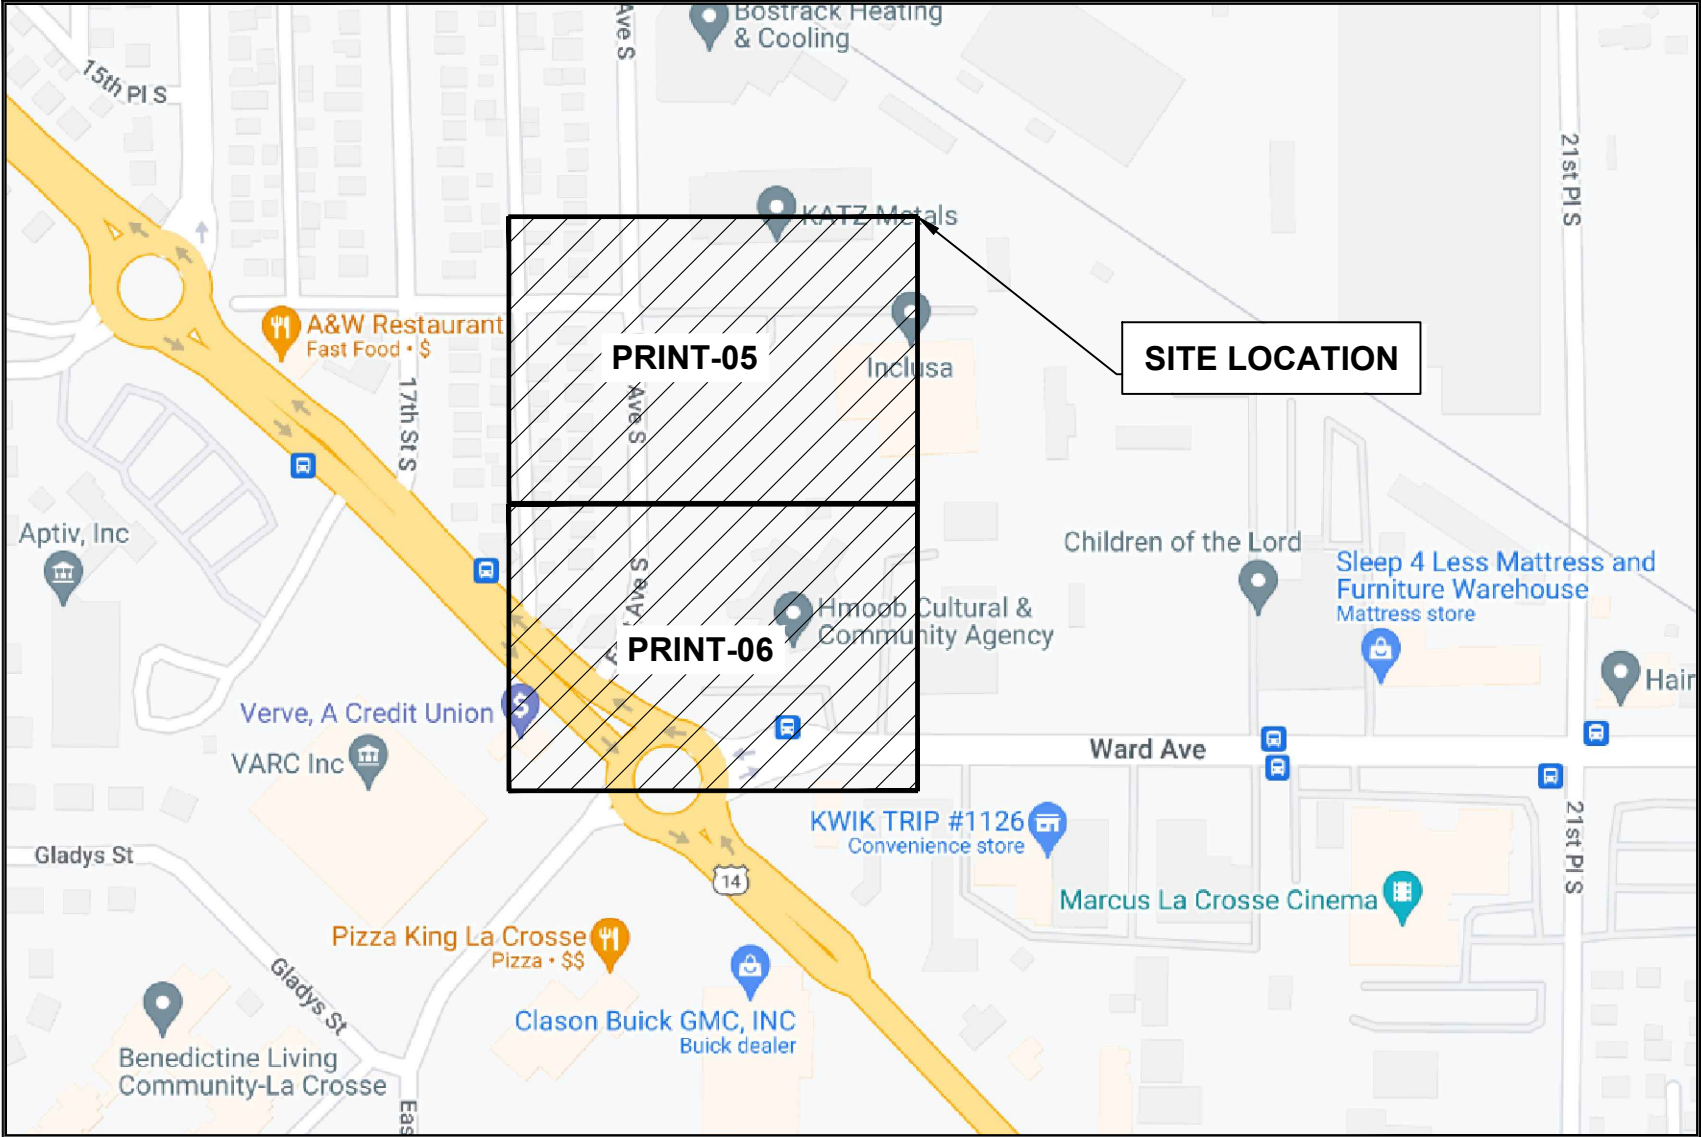 Bostrack Heating
& Cooling
Ave S
15th Pl S
21st Pl S
KATZ Metals
A&W Restaurant
Fast Food • $
PRINT-05
Inclusa
SITE LOCATION
17th St S
Ave S
Aptiv, Inc
Children of the Lord
Sleep 4 Less Mattress and
Furniture Warehouse
Mattress store
Ave S
Hmoob Cultural &
Community Agency
PRINT-06
Hair
Verve, A Credit Union
$
VARC Inc
Ward Ave
KWIK TRIP #1126
Convenience store
Gladys St
14
21st Pl S
Marcus La Crosse Cinema
Pizza King La Crosse
Pizza • $$
Gladys St
Clason Buick GMC, INC
Buick dealer
Benedictine Living
Community-La Crosse
Eas